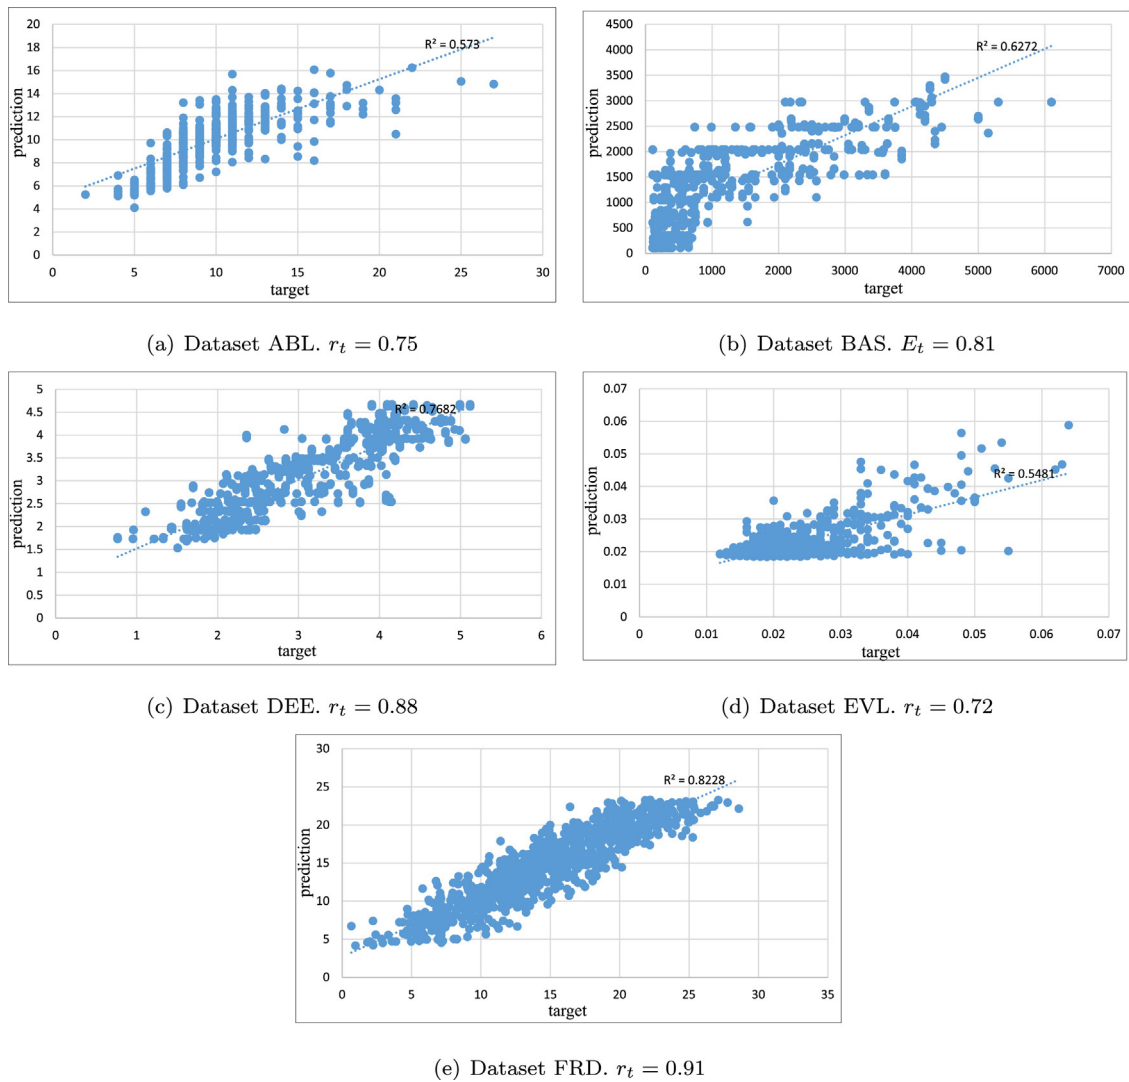 20
18
16
14
12
10
8
6
4
2
0
prediction
R² = 0.573
0 5 10 15 20 25 30
target
(a) Dataset ABL. r_t = 0.75
4500
4000
3500
3000
2500
2000
1500
1000
500
0
prediction
R² = 0.6272
0 1000 2000 3000 4000 5000 6000 7000
target
(b) Dataset BAS. E_t = 0.81
5
4.5
4
3.5
3
2.5
2
1.5
1
0.5
0
prediction
R² = 0.7682
0 1 2 3 4 5 6
target
(c) Dataset DEE. r_t = 0.88
0.07
0.06
0.05
0.04
0.03
0.02
0.01
0
prediction
R² = 0.5481
0 0.01 0.02 0.03 0.04 0.05 0.06 0.07
target
(d) Dataset EVL. r_t = 0.72
30
25
20
15
10
5
0
prediction
R² = 0.8228
0 5 10 15 20 25 30 35
target
(e) Dataset FRD. r_t = 0.91